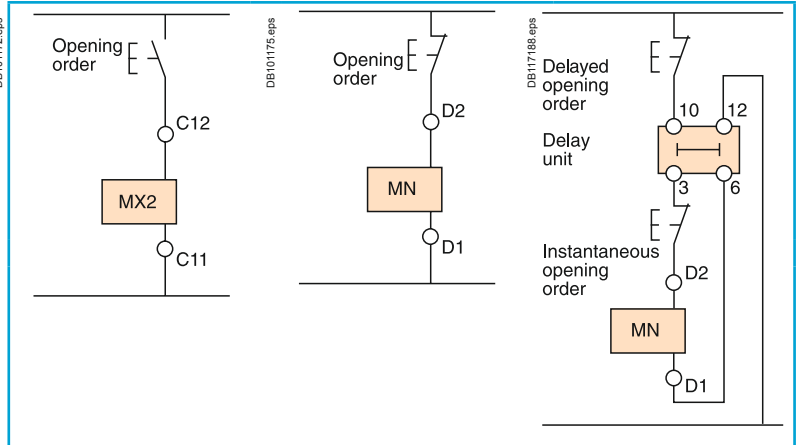 DB101175.eps
DB117188.eps
Opening
order
C12
MX2
C11
Opening
order
D2
MN
D1
Delayed
opening
order
10
12
Delay
unit
3
6
Instantaneous
opening
order
D2
MN
D1